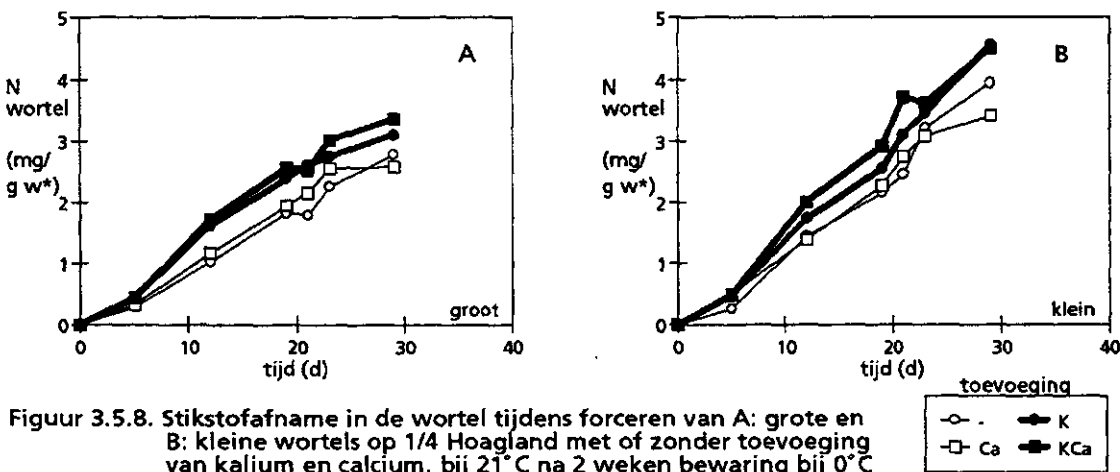 5
4
3
2
1
0
N
wortel
(mg/
g w*)
A
groot
0
10
20
30
40
tijd (d)
5
4
3
2
1
0
N
wortel
(mg/
g w*)
B
klein
0
10
20
30
40
tijd (d)
toevoeging
-
K
Ca
KCa
Figuur 3.5.8. Stikstofafname in de wortel tijdens forceren van A: grote en
B: kleine wortels op 1/4 Hoagland met of zonder toevoeging
van kalium en calcium, bij 21°C na 2 weken bewaring bij 0°C